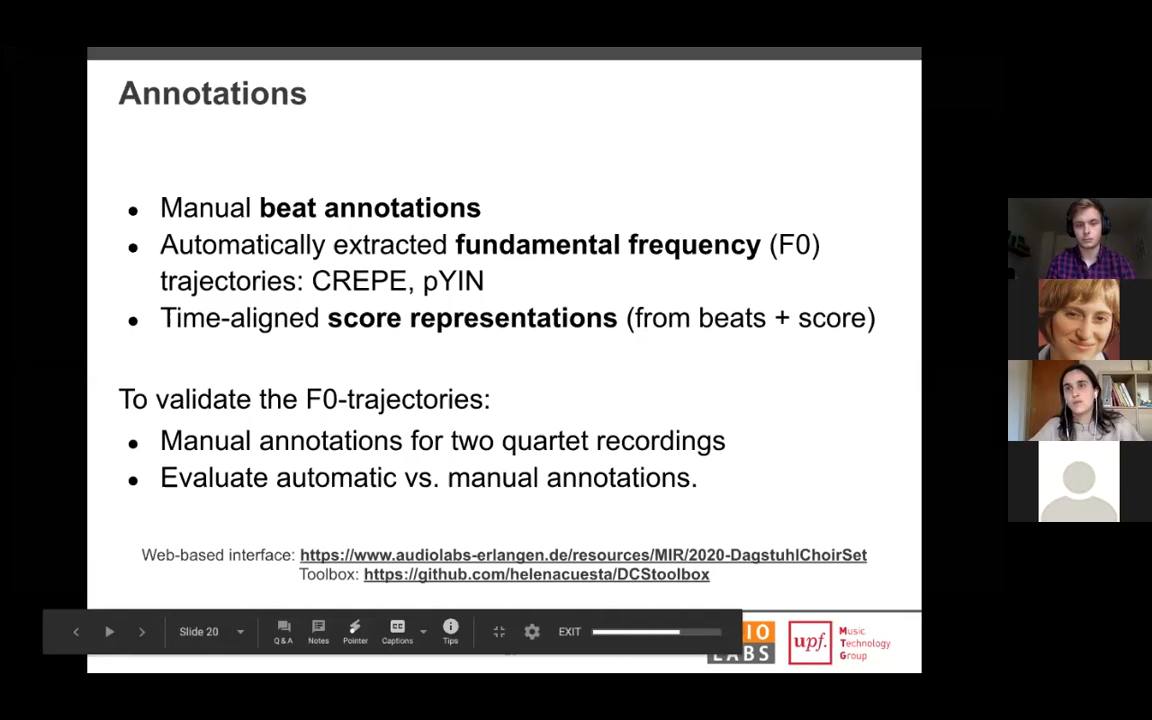 Annotations
● Manual beat annotations
● Automatically extracted fundamental frequency (F0)
trajectories: CREPE, pYIN
● Time-aligned score representations (from beats + score)
To validate the F0-trajectories:
● Manual annotations for two quartet recordings
● Evaluate automatic vs. manual annotations.
Web-based interface: https://www.audiolabs-erlangen.de/resources/MIR/2020-DagstuhlChoirSet
Toolbox: https://github.com/helenacuesta/DCStoolbox
Slide 20
Q & A
Notes
Pointer
CC
Captions
Tips
EXIT
IO
LABS
upf.
Music
Technology
Group